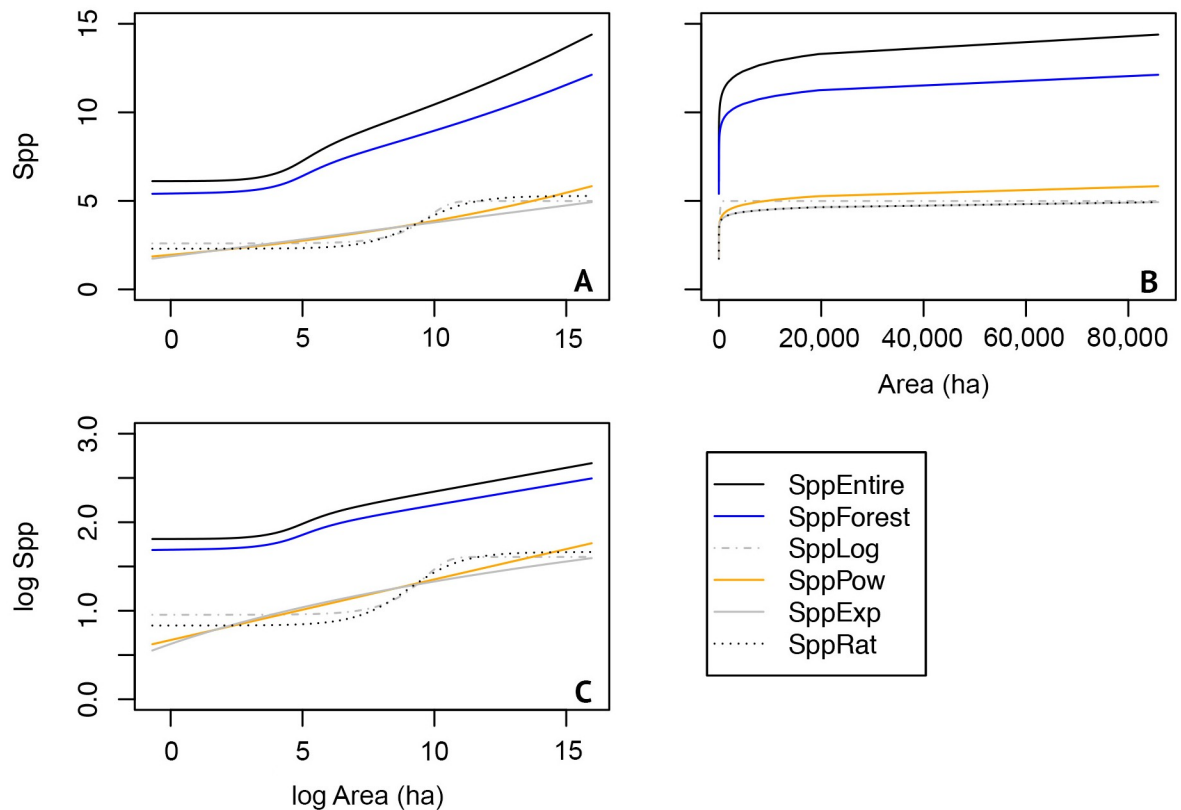 15
10
5
0
Spp
A
0
5
10
15
B
0
20,000
40,000
60,000
80,000
Area (ha)
3.0
2.0
1.0
0.0
log Spp
C
0
5
10
15
log Area (ha)
SppEntire
SppForest
SppLog
SppPow
SppExp
SppRat